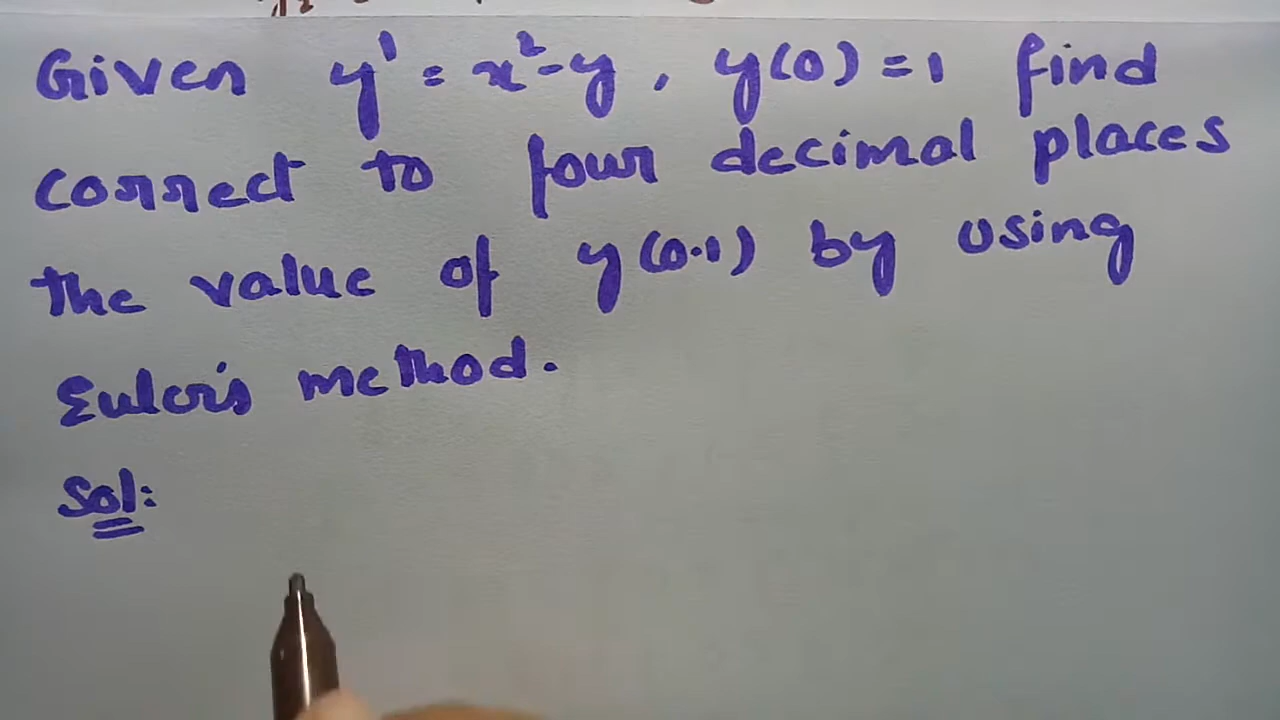 Given y' = x² - y, y(0) = 1 find
correct to four decimal places
the value of y(0.1) by using
Euler's method.
Sol: